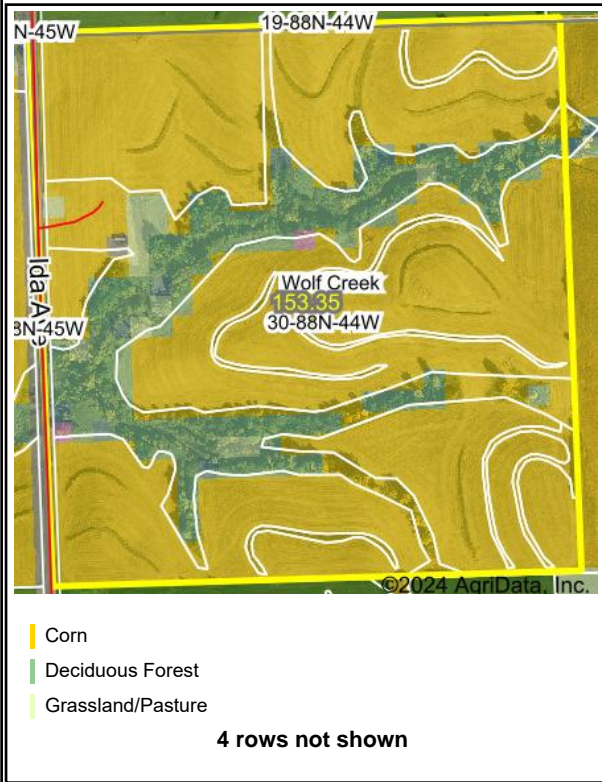 N-45W
19-88N-44W
Ida Ave
Wolf Creek
153.35
8N-45W
30-88N-44W
©2024 AgriData, Inc.
Corn
Deciduous Forest
Grassland/Pasture
4 rows not shown